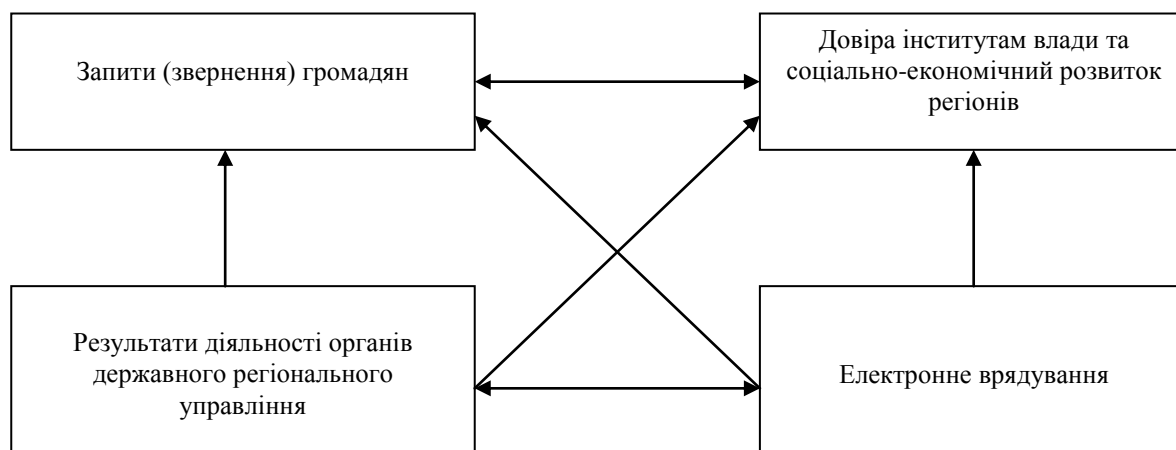 Запити (звернення) громадян
Довіра інститутам влади та
соціально-економічний розвиток
регіонів
Результати діяльності органів
державного регіонального
управління
Електронне врядування